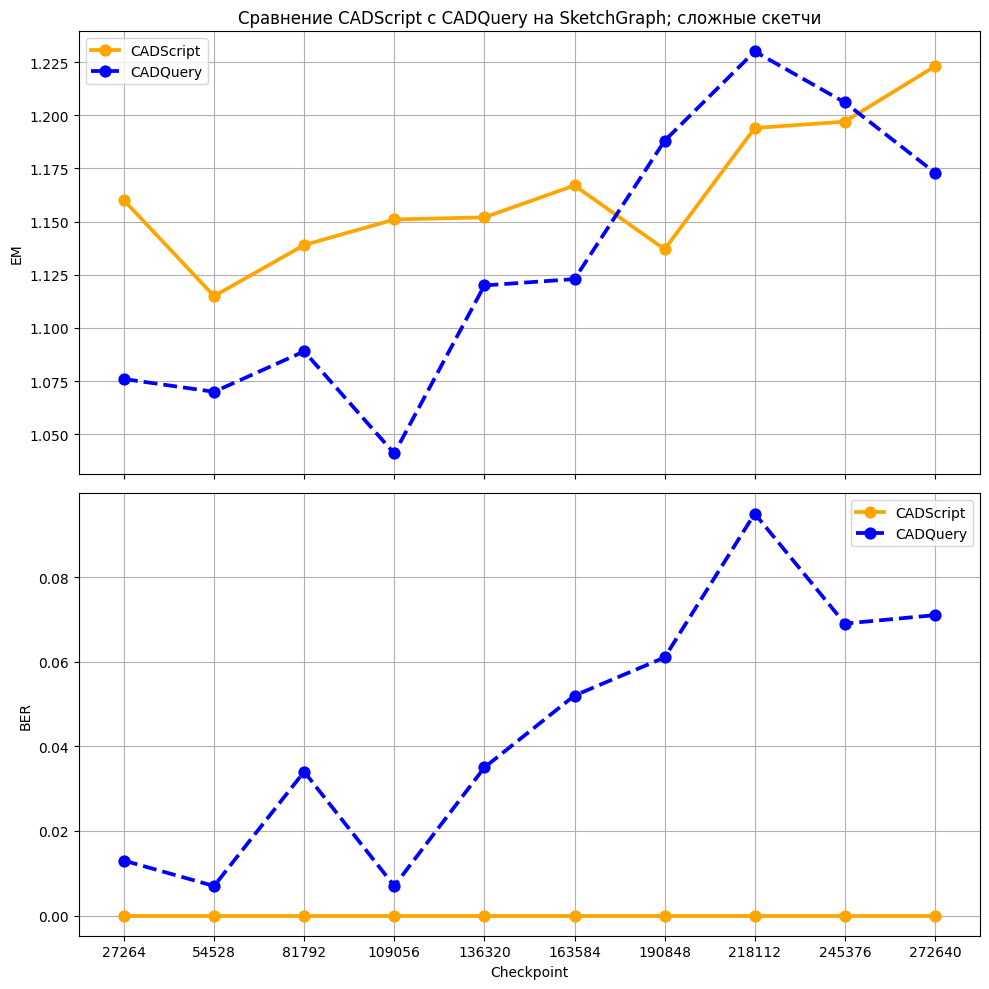 Сравнение CADScript с CADQuery на SketchGraph; сложные скетчи
CADScript
CADQuery
1.225
1.200
1.175
1.150
1.125
1.100
1.075
1.050
EM
CADScript
CADQuery
0.08
0.06
0.04
0.02
0.00
BER
27264 54528 81792 109056 136320 163584 190848 218112 245376 272640
Checkpoint